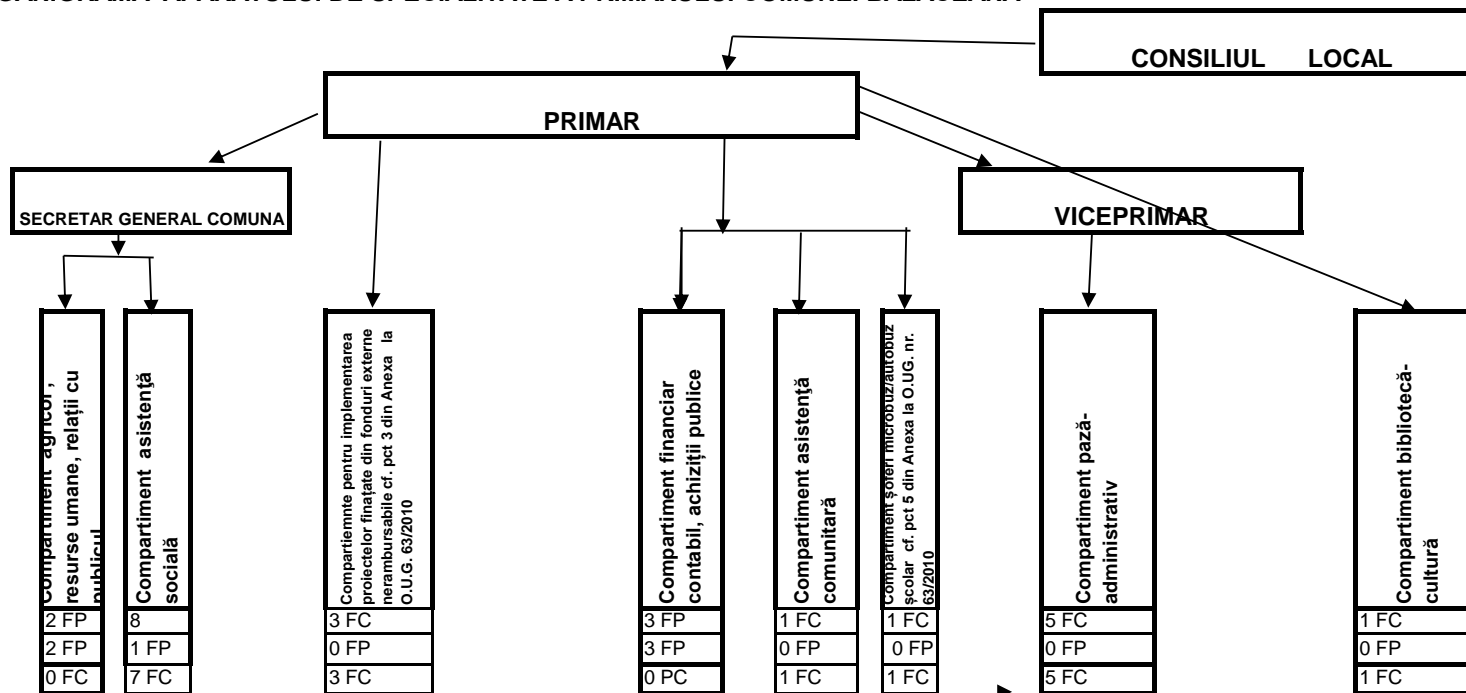 CONSILIUL LOCAL
PRIMAR
SECRETAR GENERAL COMUNA
VICEPRIMAR
Compartiment agricol ,
resurse umane, relații cu
publicul
2 FP
2 FP
0 FC
Compartiment asistenţă
socială
8
1 FP
7 FC
Compartiemnte pentru implementarea
proiectelor finațate din fonduri externe
nerambursabile cf. pct 3 din Anexa la
O.U.G. 63/2010
3 FC
0 FP
3 FC
Compartiment financiar
contabil, achiziții publice
3 FP
3 FP
0 PC
Compartiment asistenţă
comunitară
1 FC
0 FP
1 FC
Compartiment șoferi microbuz/autobuz
școlar cf. pct 5 din Anexa la O.UG. nr.
63/2010
1 FC
0 FP
1 FC
Compartiment pază-
administrativ
5 FC
0 FP
5 FC
Compartiment bibliotecă-
cultură
1 FC
0 FP
1 FC